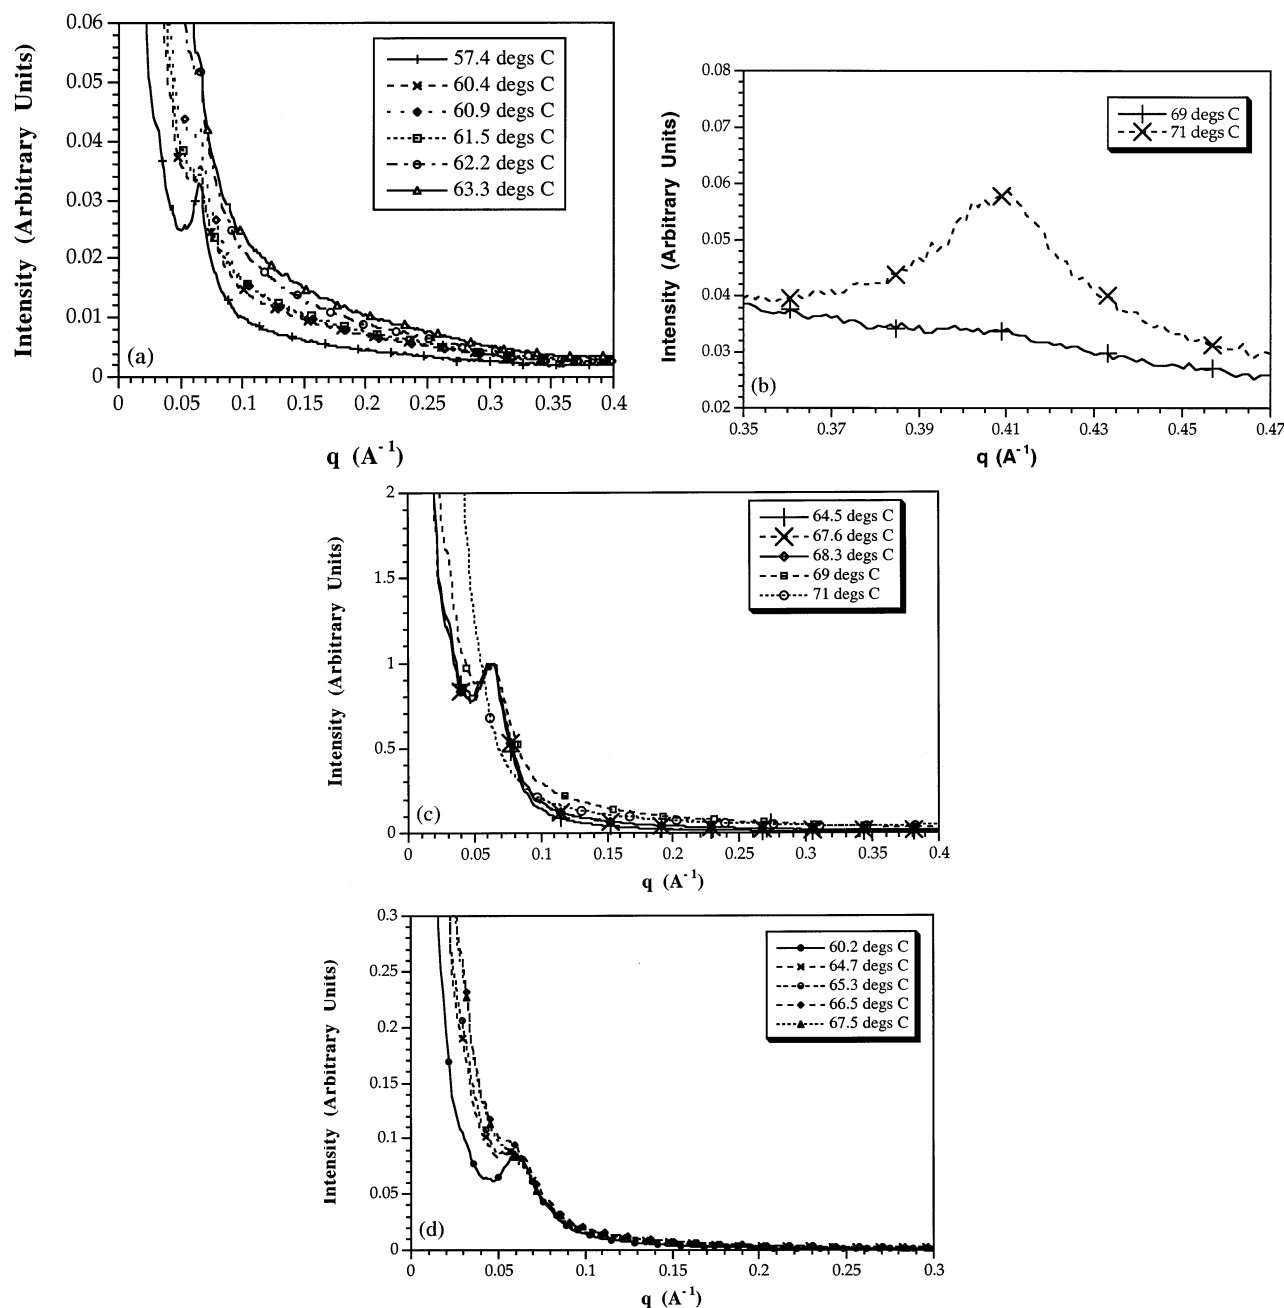 0.06
0.05
0.04
0.03
0.02
0.01
0
Intensity (Arbitrary Units)
57.4 degs C
60.4 degs C
60.9 degs C
61.5 degs C
62.2 degs C
63.3 degs C
(a)
0 0.05 0.1 0.15 0.2 0.25 0.3 0.35 0.4
q (A-1)
0.08
0.07
0.06
0.05
0.04
0.03
0.02
Intensity (Arbitrary Units)
69 degs C
71 degs C
(b)
0.35 0.37 0.39 0.41 0.43 0.45 0.47
q (A-1)
2
1.5
1
0.5
0
Intensity (Arbitrary Units)
64.5 degs C
67.6 degs C
68.3 degs C
69 degs C
71 degs C
(c)
0 0.05 0.1 0.15 0.2 0.25 0.3 0.35 0.4
q (A-1)
0.3
0.25
0.2
0.15
0.1
0.05
0
Intensity (Arbitrary Units)
60.2 degs C
64.7 degs C
65.3 degs C
66.5 degs C
67.5 degs C
(d)
0 0.05 0.1 0.15 0.2 0.25 0.3
q (A-1)